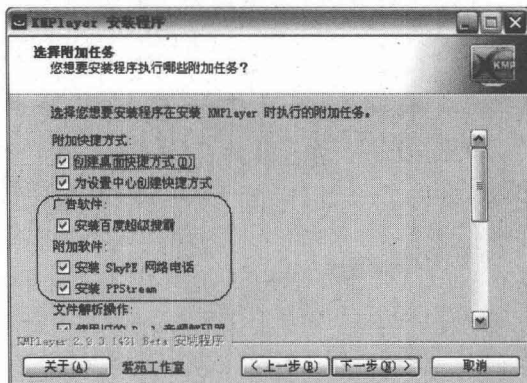 KMPlayer 安装程序
选择附加任务
您想要安装程序执行哪些附加任务?
KMP
选择您想要安装程序在安装 KMPlayer 时执行的附加任务。
附加快捷方式:
创建桌面快捷方式(D)
为设置中心创建快捷方式
广告软件:
安装百度超级搜霸
附加软件:
安装 SkyPE 网络电话
安装 PPStream
文件解析操作:
KMPlayer 2.9.3.1431 Beta 安装程序
关于(A)
紫苑工作室
< 上一步(B)
下一步(N) >
取消